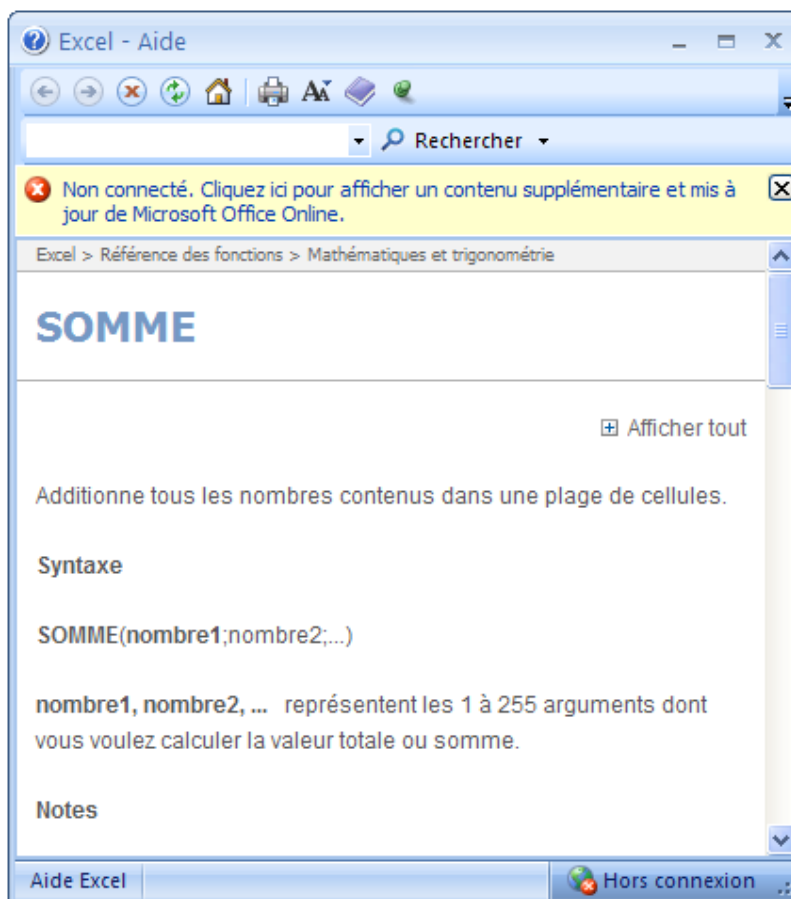 Excel - Aide
Rechercher
Non connecté. Cliquez ici pour afficher un contenu supplémentaire et mis à
jour de Microsoft Office Online.
Excel > Référence des fonctions > Mathématiques et trigonométrie
SOMME
Afficher tout
Additionne tous les nombres contenus dans une plage de cellules.
Syntaxe
SOMME(nombre1;nombre2;...)
nombre1, nombre2, ... représentent les 1 à 255 arguments dont
vous voulez calculer la valeur totale ou somme.
Notes
Aide Excel
Hors connexion